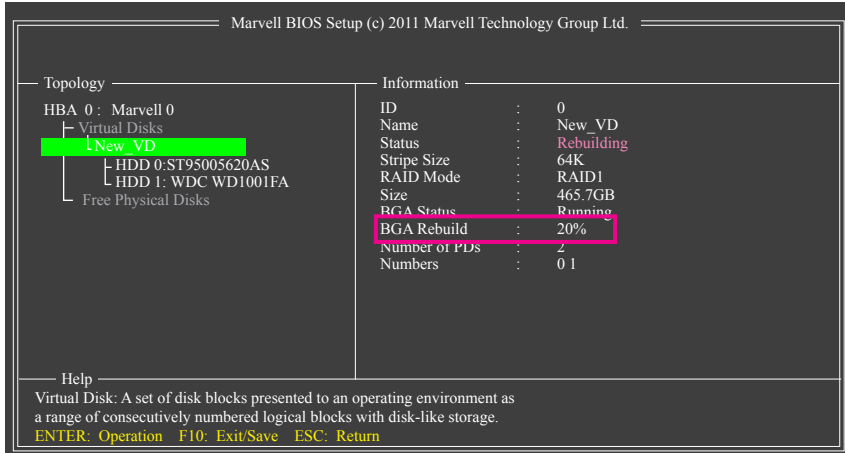 Marvell BIOS Setup (c) 2011 Marvell Technology Group Ltd.
Topology
HBA 0 : Marvell 0
Virtual Disks
New_VD
HDD 0:ST95005620AS
HDD 1: WDC WD1001FA
Free Physical Disks
Information
ID : 0
Name : New_VD
Status : Rebuilding
Stripe Size : 64K
RAID Mode : RAID1
Size : 465.7GB
BGA Status : Running
BGA Rebuild : 20%
Number of PDs : 2
Numbers : 0 1
Help
Virtual Disk: A set of disk blocks presented to an operating environment as
a range of consecutively numbered logical blocks with disk-like storage.
ENTER: Operation F10: Exit/Save ESC: Return